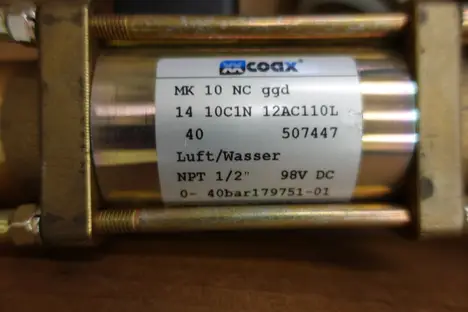 coax®
MK 10 NC ggd
14 10C1N 12AC110L
40 507447
Luft/Wasser
NPT 1/2" 98V DC
0- 40bar179751-01